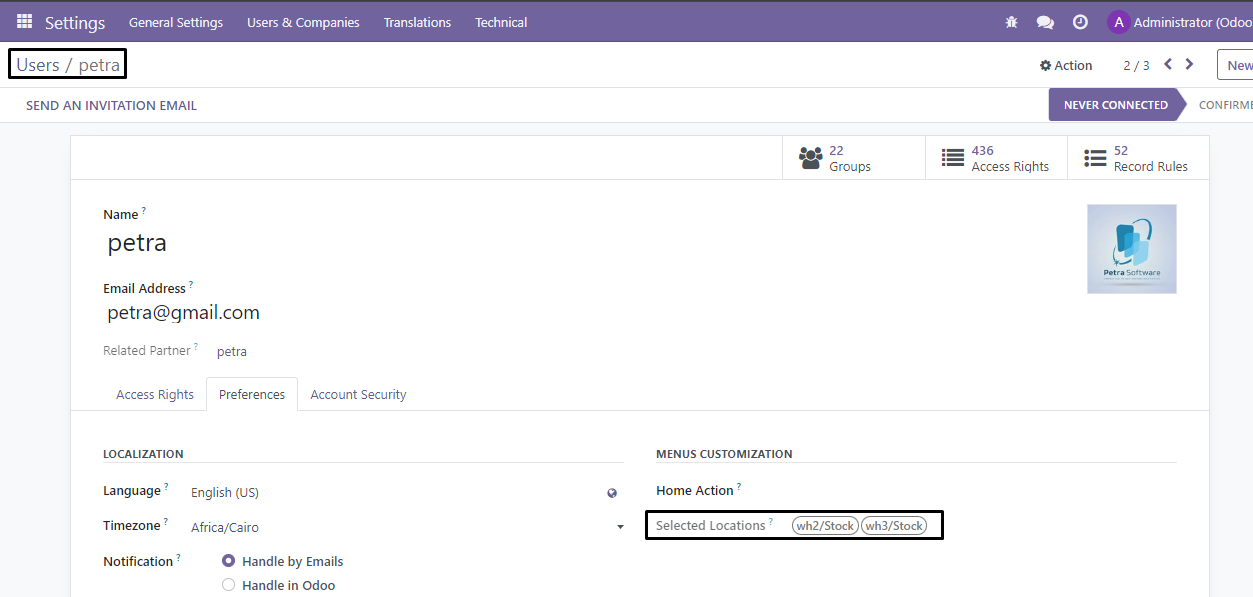 Settings General Settings Users & Companies Translations Technical A Administrator (Odoo
Users / petra Action 2 / 3 New
SEND AN INVITATION EMAIL NEVER CONNECTED CONFIRME
22 Groups 436 Access Rights 52 Record Rules
Name ?
petra
Petra Software
Email Address ?
petra@gmail.com
Related Partner ? petra
Access Rights Preferences Account Security
LOCALIZATION MENUS CUSTOMIZATION
Language ? English (US) Home Action ?
Timezone ? Africa/Cairo Selected Locations ? wh2/Stock wh3/Stock
Notification ? Handle by Emails
Handle in Odoo